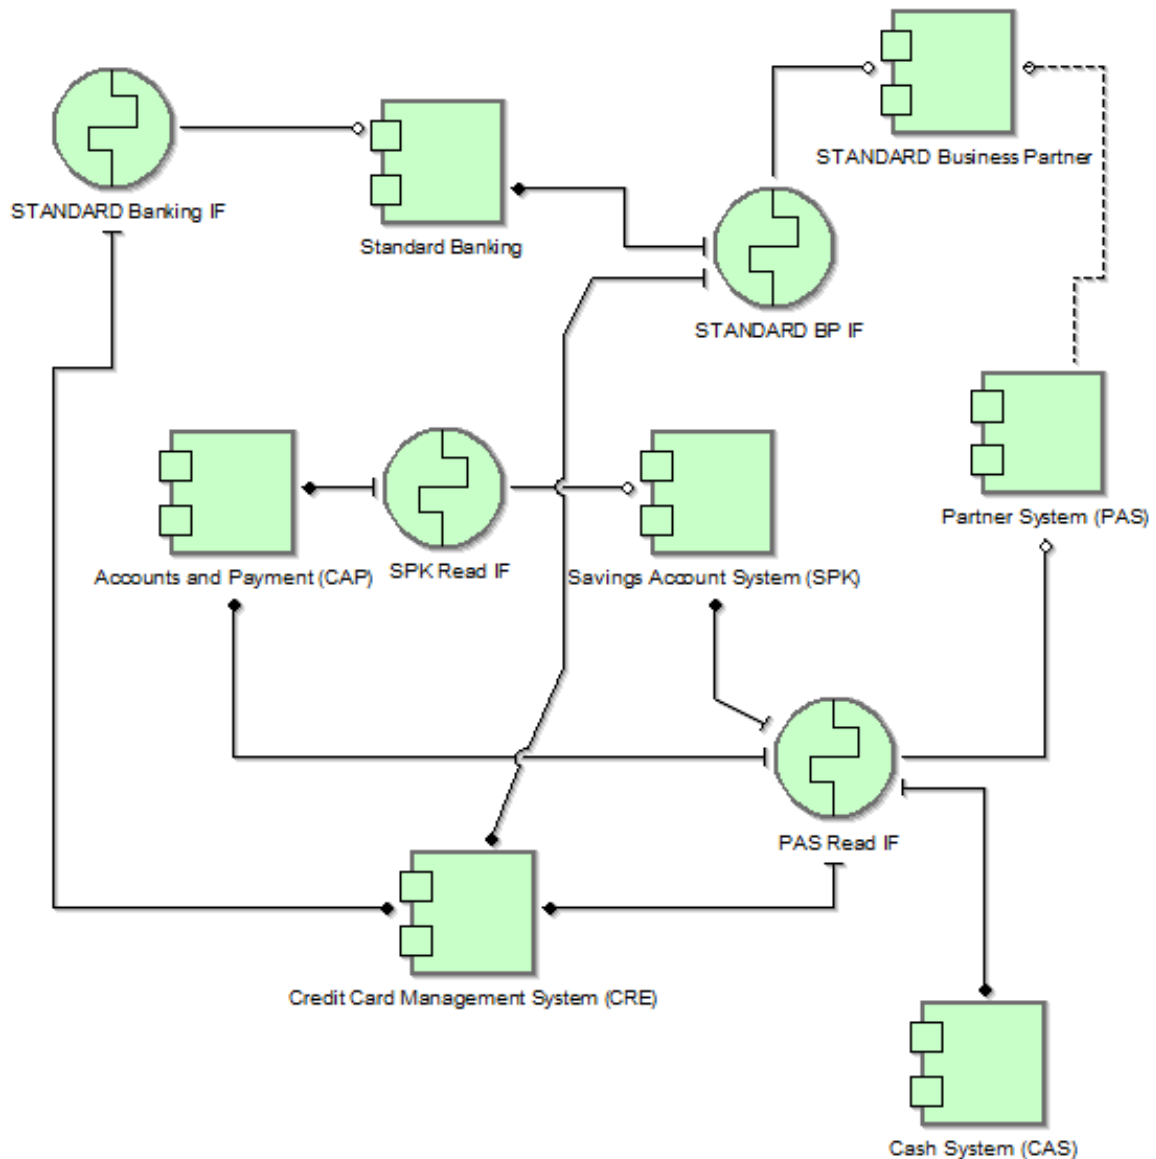 STANDARD Business Partner
STANDARD Banking IF
Standard Banking
STANDARD BP IF
Partner System (PAS)
Accounts and Payment (CAP)
SPK Read IF
Savings Account System (SPK)
PAS Read IF
Credit Card Management System (CRE)
Cash System (CAS)